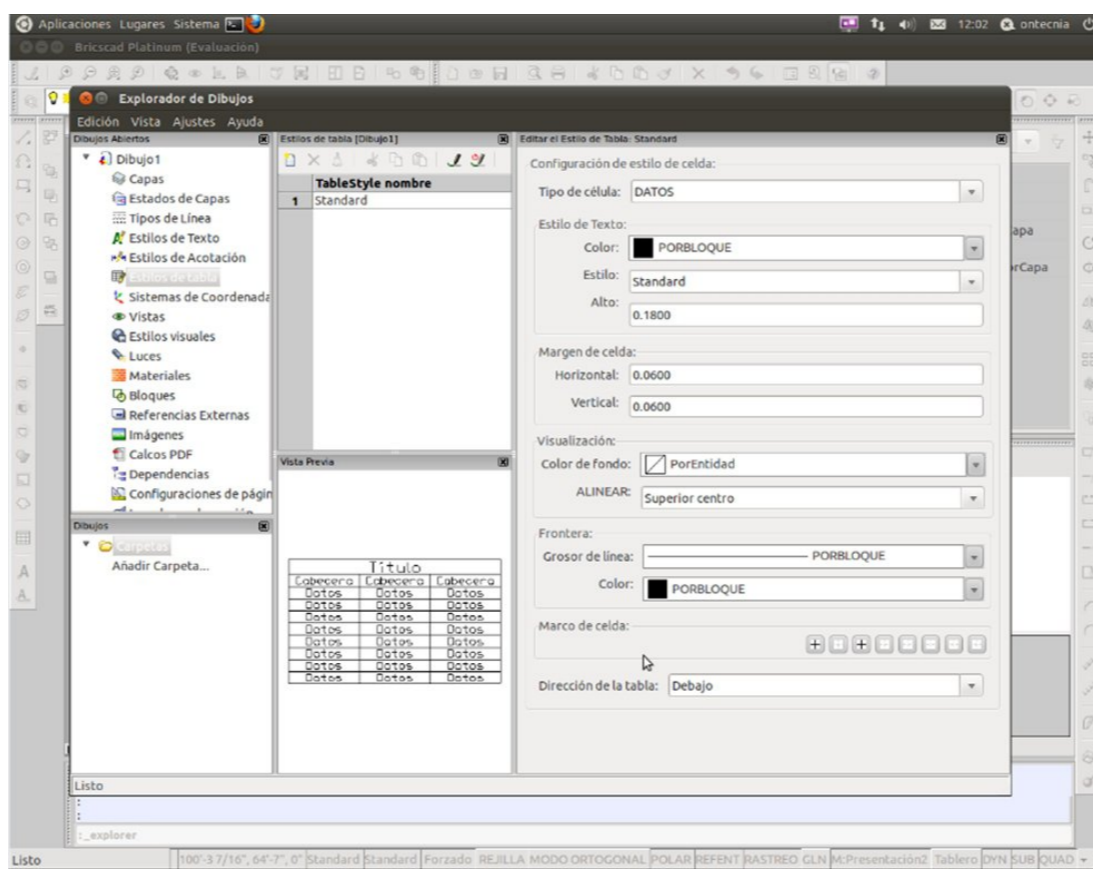 Aplicaciones Lugares Sistema 12:02 ontecnia
Bricscad Platinum (Evaluación)
Explorador de Dibujos
Edición Vista Ajustes Ayuda
Dibujos Abiertos
Dibujo1
Capas
Estados de Capas
Tipos de Línea
Estilos de Texto
Estilos de Acotación
Estilos de tabla
Sistemas de Coordenada
Vistas
Estilos visuales
Luces
Materiales
Bloques
Referencias Externas
Imágenes
Calcos PDF
Dependencias
Configuraciones de págin
Dibujos
Carpetas
Añadir Carpeta...
Estilos de tabla [Dibujo1]
TableStyle nombre
1 Standard
Vista Previa
Título
Cabecera Cabecera Cabecera
Datos Datos Datos
Datos Datos Datos
Datos Datos Datos
Datos Datos Datos
Datos Datos Datos
Datos Datos Datos
Datos Datos Datos
Datos Datos Datos
Editar el Estilo de Tabla: Standard
Configuración de estilo de celda:
Tipo de célula: DATOS
Estilo de Texto:
Color: PORBLOQUE
Estilo: Standard
Alto: 0.1800
Margen de celda:
Horizontal: 0.0600
Vertical: 0.0600
Visualización:
Color de fondo: PorEntidad
ALINEAR: Superior centro
Frontera:
Grosor de línea: PORBLOQUE
Color: PORBLOQUE
Marco de celda:
Dirección de la tabla: Debajo
apa
orCapa
Listo
:
:
:_explorer
Listo 100'-3 7/16", 64'-7", 0" Standard Standard Forzado REJILLA MODO ORTOGONAL POLAR REFENT RASTREO GLN M:Presentación2 Tablero DYN SUB QUAD